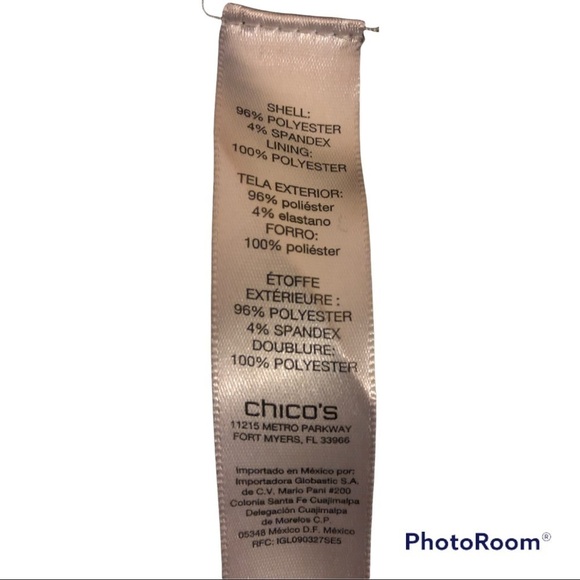 SHELL:
96% POLYESTER
4% SPANDEX
LINING:
100% POLYESTER
TELA EXTERIOR:
96% poliéster
4% elastano
FORRO:
100% poliéster
ÉTOFFE
EXTÉRIEURE :
96% POLYESTER
4% SPANDEX
DOUBLURE:
100% POLYESTER
chico's
11215 METRO PARKWAY
FORT MYERS, FL 33966
Importado en México por:
Importadora Globastic S.A.
de C.V. Mario Pani #200
Colonia Santa Fe Cuajimalpa
Delegación Cuajimalpa
de Morelos C.P.
05348 México D.F. México
RFC: IGL090327SE5
PhotoRoom®